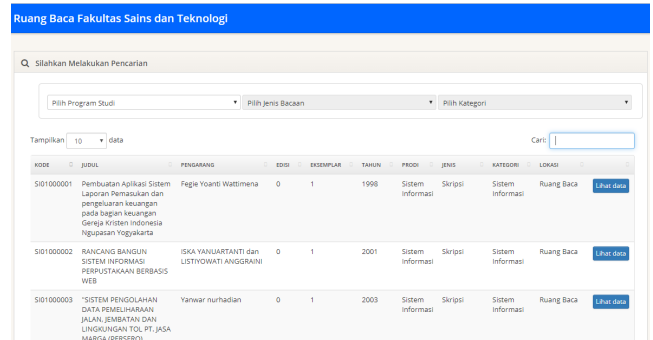 Ruang Baca Fakultas Sains dan Teknologi
Silahkan Melakukan Pencarian
Pilih Program Studi Pilih Jenis Bacaan Pilih Kategori
Tampilkan 10 data Cari:
KODE JUDUL PENGARANG EDISI EKSEMPLAR TAHUN PRODI JENIS KATEGORI LOKASI
SI01000001 Pembuatan Aplikasi Sistem Fegie Yoanti Wattimena 0 1 1998 Sistem Skripsi Sistem Ruang Baca Lihat data
Laporan Pemasukan dan Informasi Informasi
pengeluaran keuangan
pada bagian keuangan
Gereja Kristen Indonesia
Ngupasan Yogyakarta
SI01000002 RANCANG BANGUN ISKA YANUARTANTI dan 0 1 2001 Sistem Skripsi Sistem Ruang Baca Lihat data
SISTEM INFORMASI LISTIYOWATI ANGGRAINI Informasi Informasi
PERPUSTAKAAN BERBASIS
WEB
SI01000003 "SISTEM PENGOLAHAN Yanwar nurhadian 0 1 2003 Sistem Skripsi Sistem Ruang Baca Lihat data
DATA PEMELIHARAAN Informasi Informasi
JALAN, JEMBATAN DAN
LINGKUNGAN TOL PT. JASA
MARGA (PERSERO)